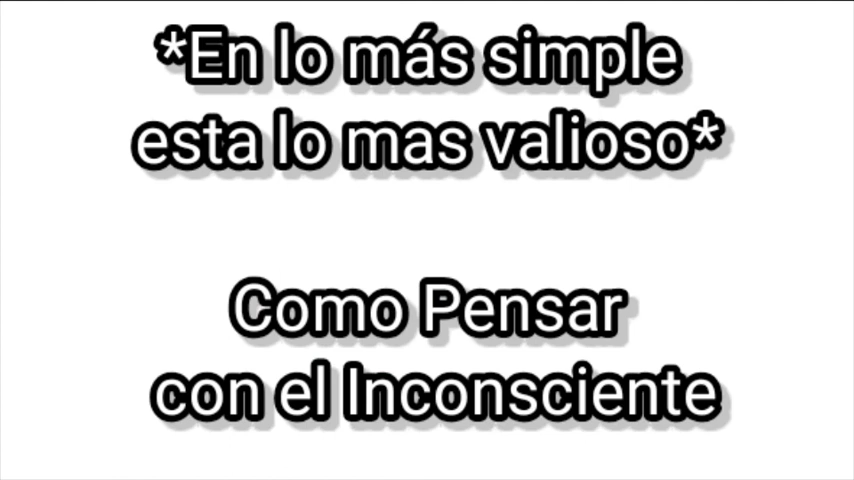 *En lo más simple
esta lo mas valioso*
Como Pensar
con el Inconsciente